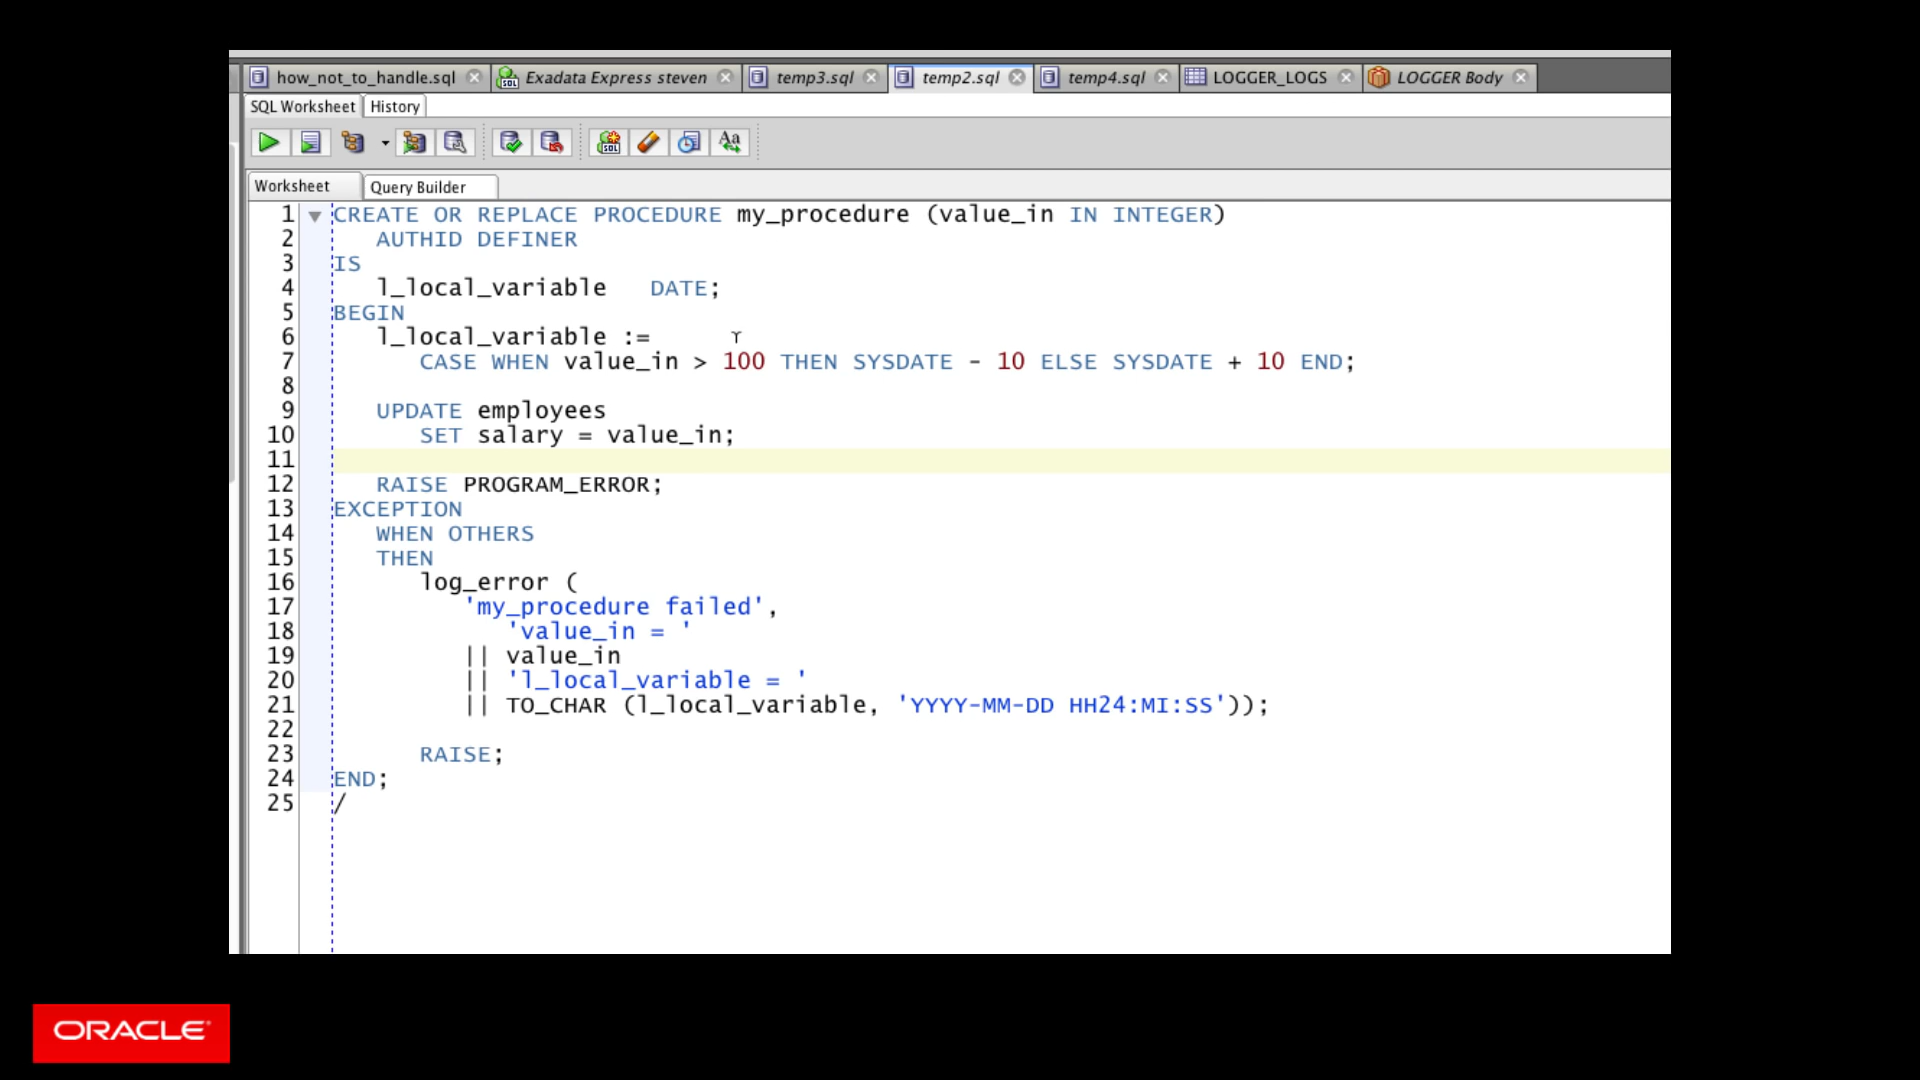 how_not_to_handle.sql Exadata Express steven temp3.sql temp2.sql temp4.sql LOGGER_LOGS LOGGER Body
SQL Worksheet History
SQL Aa
Worksheet Query Builder
1 CREATE OR REPLACE PROCEDURE my_procedure (value_in IN INTEGER)
2 AUTHID DEFINER
3 IS
4 l_local_variable DATE;
5 BEGIN
6 l_local_variable :=
7 CASE WHEN value_in > 100 THEN SYSDATE - 10 ELSE SYSDATE + 10 END;
8
9 UPDATE employees
10 SET salary = value_in;
11
12 RAISE PROGRAM_ERROR;
13 EXCEPTION
14 WHEN OTHERS
15 THEN
16 log_error (
17 'my_procedure failed',
18 'value_in = '
19 || value_in
20 || 'l_local_variable = '
21 || TO_CHAR (l_local_variable, 'YYYY-MM-DD HH24:MI:SS'));
22
23 RAISE;
24 END;
25 /
ORACLE